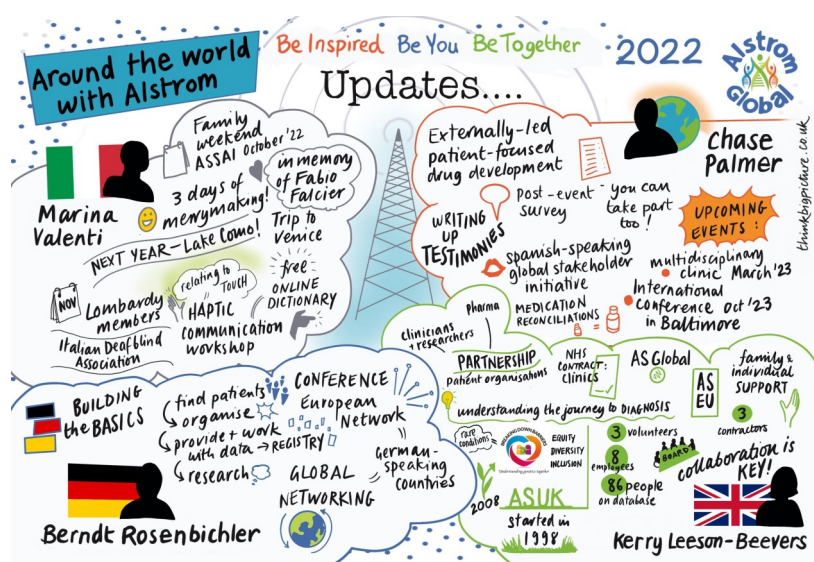 Around the world
with Alstrom
Be Inspired Be You Be Together
2022
Alstrom
Global
Updates....
thinkbigpicture.co.uk
Marina
Valenti
Family
weekend
ASSAI October '22
in memory
of Fabio
Falcier
3 days of
merrymaking!
Trip to
Venice
NEXT YEAR - Lake Como!
relating to
TOUCH
free
ONLINE
DICTIONARY
NOV
Lombardy
members
HAPTIC
communication
workshop
Italian Deafblind
Association
Externally-led
patient-focused
drug development
Chase
Palmer
Post-event
survey
- you can
take part
too!
WRITING
UP
TESTIMONIES
UPCOMING
EVENTS:
spanish-speaking
global stakeholder
initiative
multidisciplinary
clinic March '23
International
Conference Oct '23
in Baltimore
MEDICATION
RECONCILIATIONS
BUILDING
the BASICS
find patients
organise
provide + work
with data → REGISTRY
research
CONFERENCE
European
Network
German-
speaking
countries
GLOBAL
NETWORKING
Berndt Rosenbichler
Pharma
Clinicians
+ researchers
PARTNERSHIP
patient organisations
NHS
CONTRACT:
clinics
AS Global
AS
EU
family &
individual
SUPPORT
understanding the journey to DIAGNOSIS
3
contractors
rare
conditions
BREAKING DOWN BARRIERS
Understanding genetics together
EQUITY
DIVERSITY
INCLUSION
3 volunteers
8
employees
86 people
on database
BOARD
collaboration is
KEY!
2008
ASUK
started in
1998
Kerry Leeson-Beevers